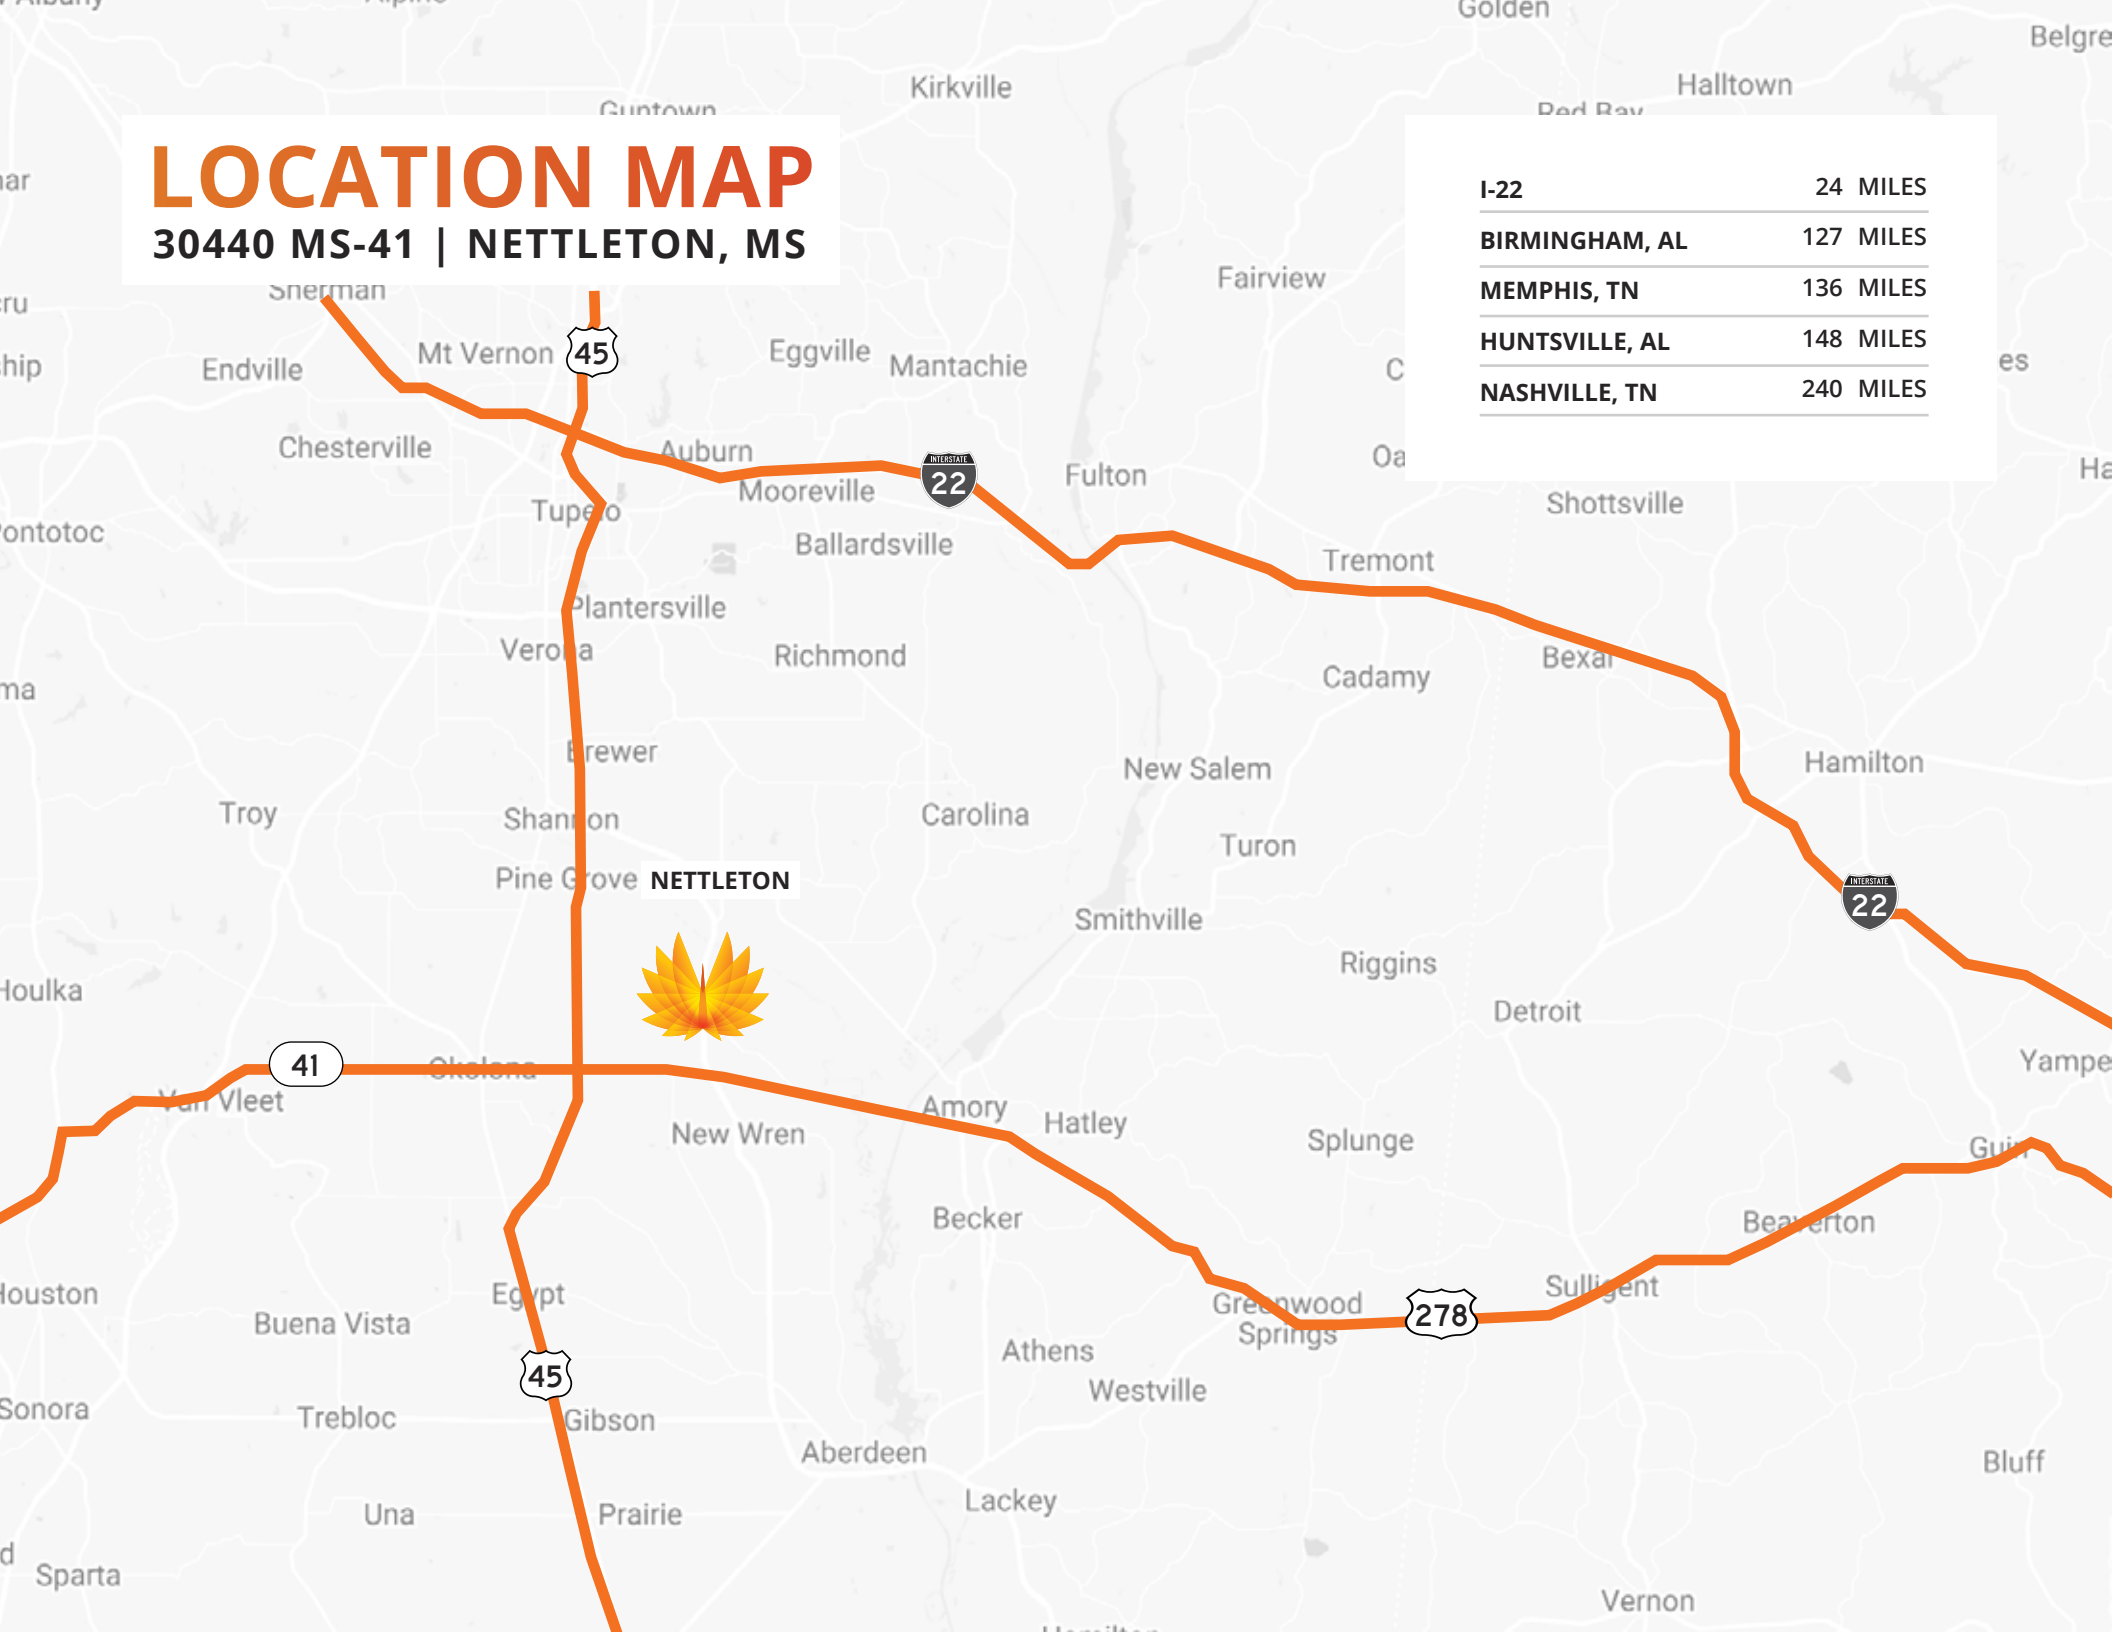 Golden
Belgre
Kirkville
Halltown
Guntown
Red Bay
LOCATION MAP
30440 MS-41 | NETTLETON, MS
I-22 24 MILES
BIRMINGHAM, AL 127 MILES
MEMPHIS, TN 136 MILES
HUNTSVILLE, AL 148 MILES
NASHVILLE, TN 240 MILES
Fairview
Sherman
Mt Vernon
45
Eggville
Mantachie
Endville
Chesterville
Auburn
INTERSTATE
22
Fulton
Mooreville
Shottsville
Tupelo
ontotoc
Ballardsville
Tremont
Plantersville
Verona
Richmond
Bexar
Cadamy
Brewer
New Salem
Hamilton
Troy
Shannon
Carolina
Turon
Pine Grove
NETTLETON
INTERSTATE
22
Smithville
Riggins
Houlka
Detroit
41
Okolona
Yampe
Van Vleet
Amory
Hatley
New Wren
Splunge
Guin
Becker
Beaverton
Houston
Egypt
Sulligent
Greenwood
Springs
278
Buena Vista
Athens
45
Westville
Sonora
Trebloc
Gibson
Aberdeen
Bluff
Lackey
Una
Prairie
Sparta
Vernon
Hamilton